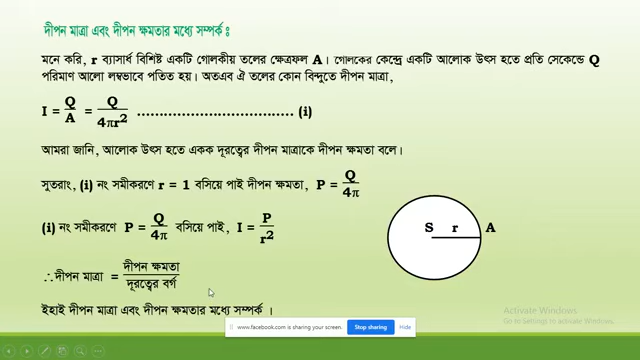 দীপন মাত্রা এবং দীপন ক্ষমতার মধ্যে সম্পর্ক ঃ
মনে করি, r ব্যাসার্ধ বিশিষ্ট একটি গোলকীয় তলের ক্ষেত্রফল A। গোলকের কেন্দ্রে একটি আলোক উৎস হতে প্রতি সেকেন্ডে Q
পরিমাণ আলো লম্বভাবে পতিত হয়। অতএব ঐ তলের কোন বিন্দুতে দীপন মাত্রা,
I = Q/A = Q/4πr² ................................... (i)
আমরা জানি, আলোক উৎস হতে একক দূরত্বের দীপন মাত্রাকে দীপন ক্ষমতা বলে।
সুতরাং, (i) নং সমীকরণে r = 1 বসিয়ে পাই দীপন ক্ষমতা, P = Q/4π
(i) নং সমীকরণে P = Q/4π বসিয়ে পাই, I = P/r²
S r A
∴দীপন মাত্রা = দীপন ক্ষমতা/দূরত্বের বর্গ
ইহাই দীপন মাত্রা এবং দীপন ক্ষমতার মধ্যে সম্পর্ক ।
Activate Windows
Go to Settings to activate Windows.
www.facebook.com is sharing your screen. Stop sharing Hide